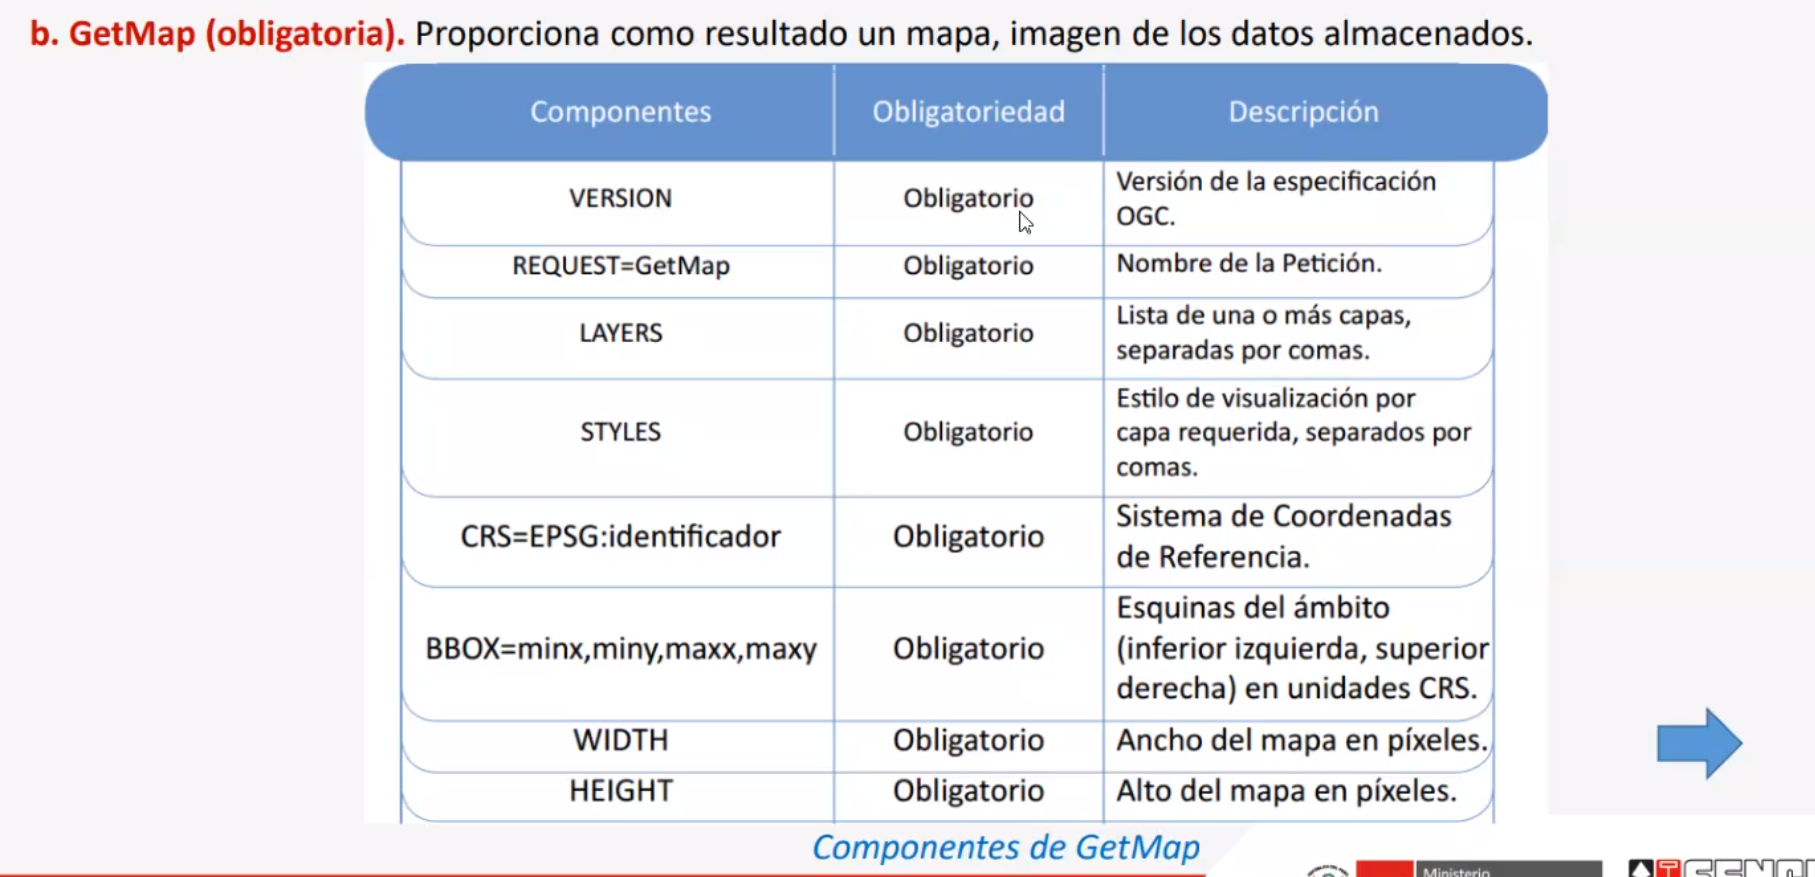 b. GetMap (obligatoria). Proporciona como resultado un mapa, imagen de los datos almacenados.
Componentes Obligatoriedad Descripción
VERSION Obligatorio Versión de la especificación
OGC.
REQUEST=GetMap Obligatorio Nombre de la Petición.
LAYERS Obligatorio Lista de una o más capas,
separadas por comas.
STYLES Obligatorio Estilo de visualización por
capa requerida, separados por
comas.
CRS=EPSG:identificador Obligatorio Sistema de Coordenadas
de Referencia.
BBOX=minx,miny,maxx,maxy Obligatorio Esquinas del ámbito
(inferior izquierda, superior
derecha) en unidades CRS.
WIDTH Obligatorio Ancho del mapa en píxeles.
HEIGHT Obligatorio Alto del mapa en píxeles.
Componentes de GetMap
Ministerio